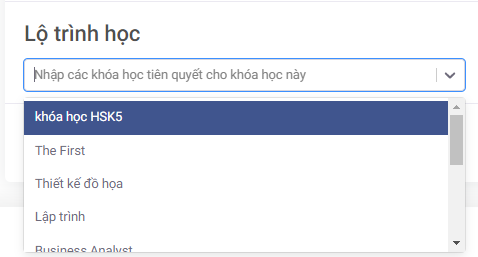 Lộ trình học
Nhập các khóa học tiên quyết cho khóa học này
khóa học HSK5
The First
Thiết kế đồ họa
Lập trình
Business Analyst